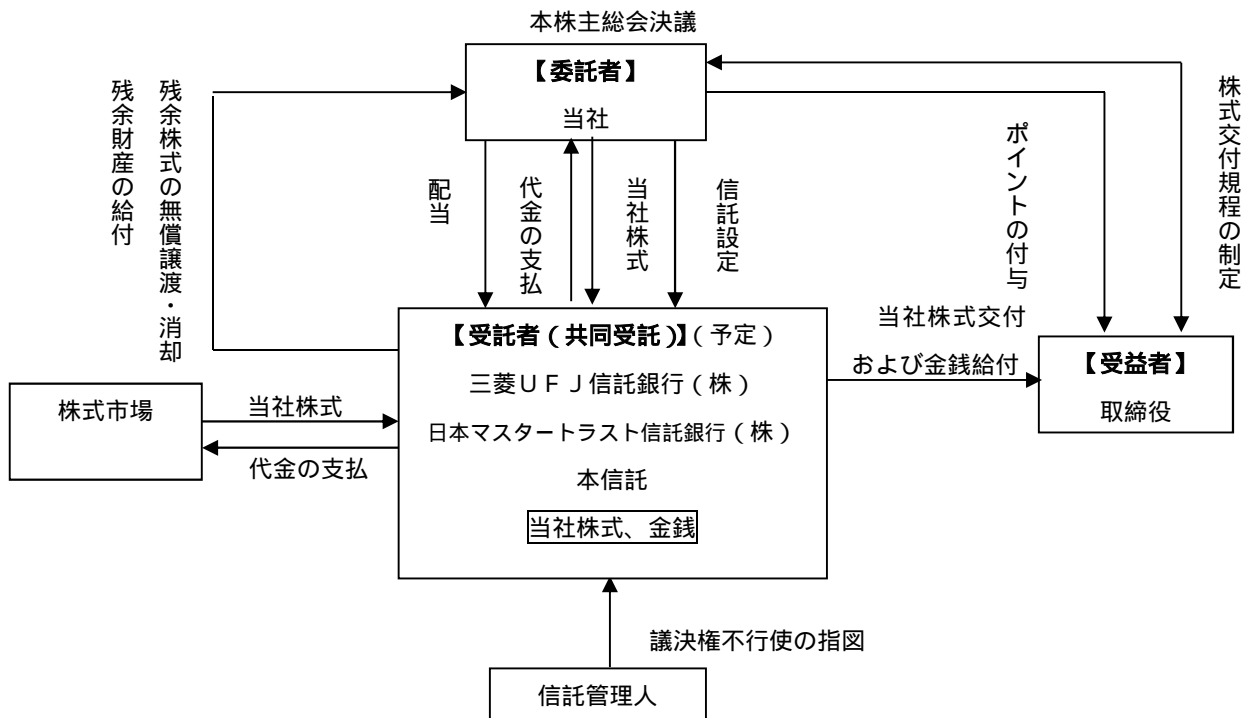 本株主総会決議
【委託者】
当社
残余財産の給付
残余株式の無償譲渡・消却
配当
代金の支払
当社株式
信託設定
ポイントの付与
株式交付規程の制定
【受託者(共同受託)】(予定)
三菱UFJ信託銀行(株)
日本マスタートラスト信託銀行(株)
本信託
当社株式、金銭
当社株式交付
および金銭給付
【受益者】
取締役
株式市場
当社株式
代金の支払
議決権不行使の指図
信託管理人